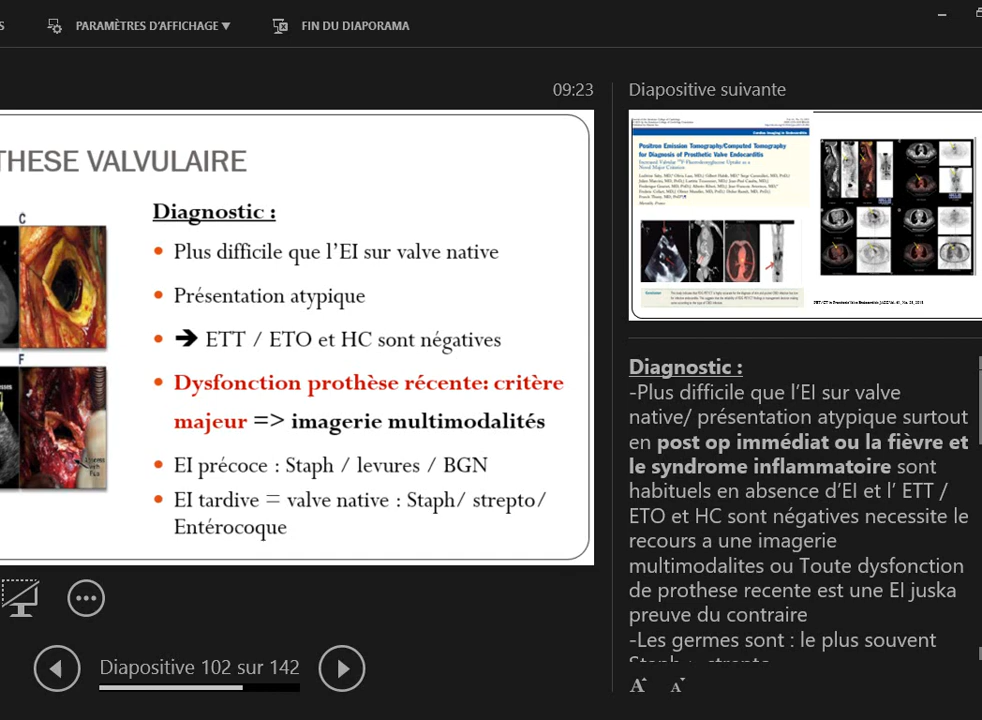 S PARAMÈTRES D'AFFICHAGE ▼ FIN DU DIAPORAMA
09:23
THESE VALVULAIRE
C
F
Diagnostic :
• Plus difficile que l'EI sur valve native
• Présentation atypique
• ➔ ETT / ETO et HC sont négatives
• Dysfonction prothèse récente: critère
majeur => imagerie multimodalités
• EI précoce : Staph / levures / BGN
• EI tardive = valve native : Staph/ strepto/
Entérocoque
Diapositive 102 sur 142
Diapositive suivante
Positron Emission Tomography/Computed Tomography
for Diagnosis of Prosthetic Valve Endocarditis
Diagnostic :
-Plus difficile que l'EI sur valve
native/ présentation atypique surtout
en post op immédiat ou la fièvre et
le syndrome inflammatoire sont
habituels en absence d'EI et l' ETT /
ETO et HC sont négatives necessite le
recours a une imagerie
multimodalites ou Toute dysfonction
de prothese recente est une EI juska
preuve du contraire
-Les germes sont : le plus souvent
A A